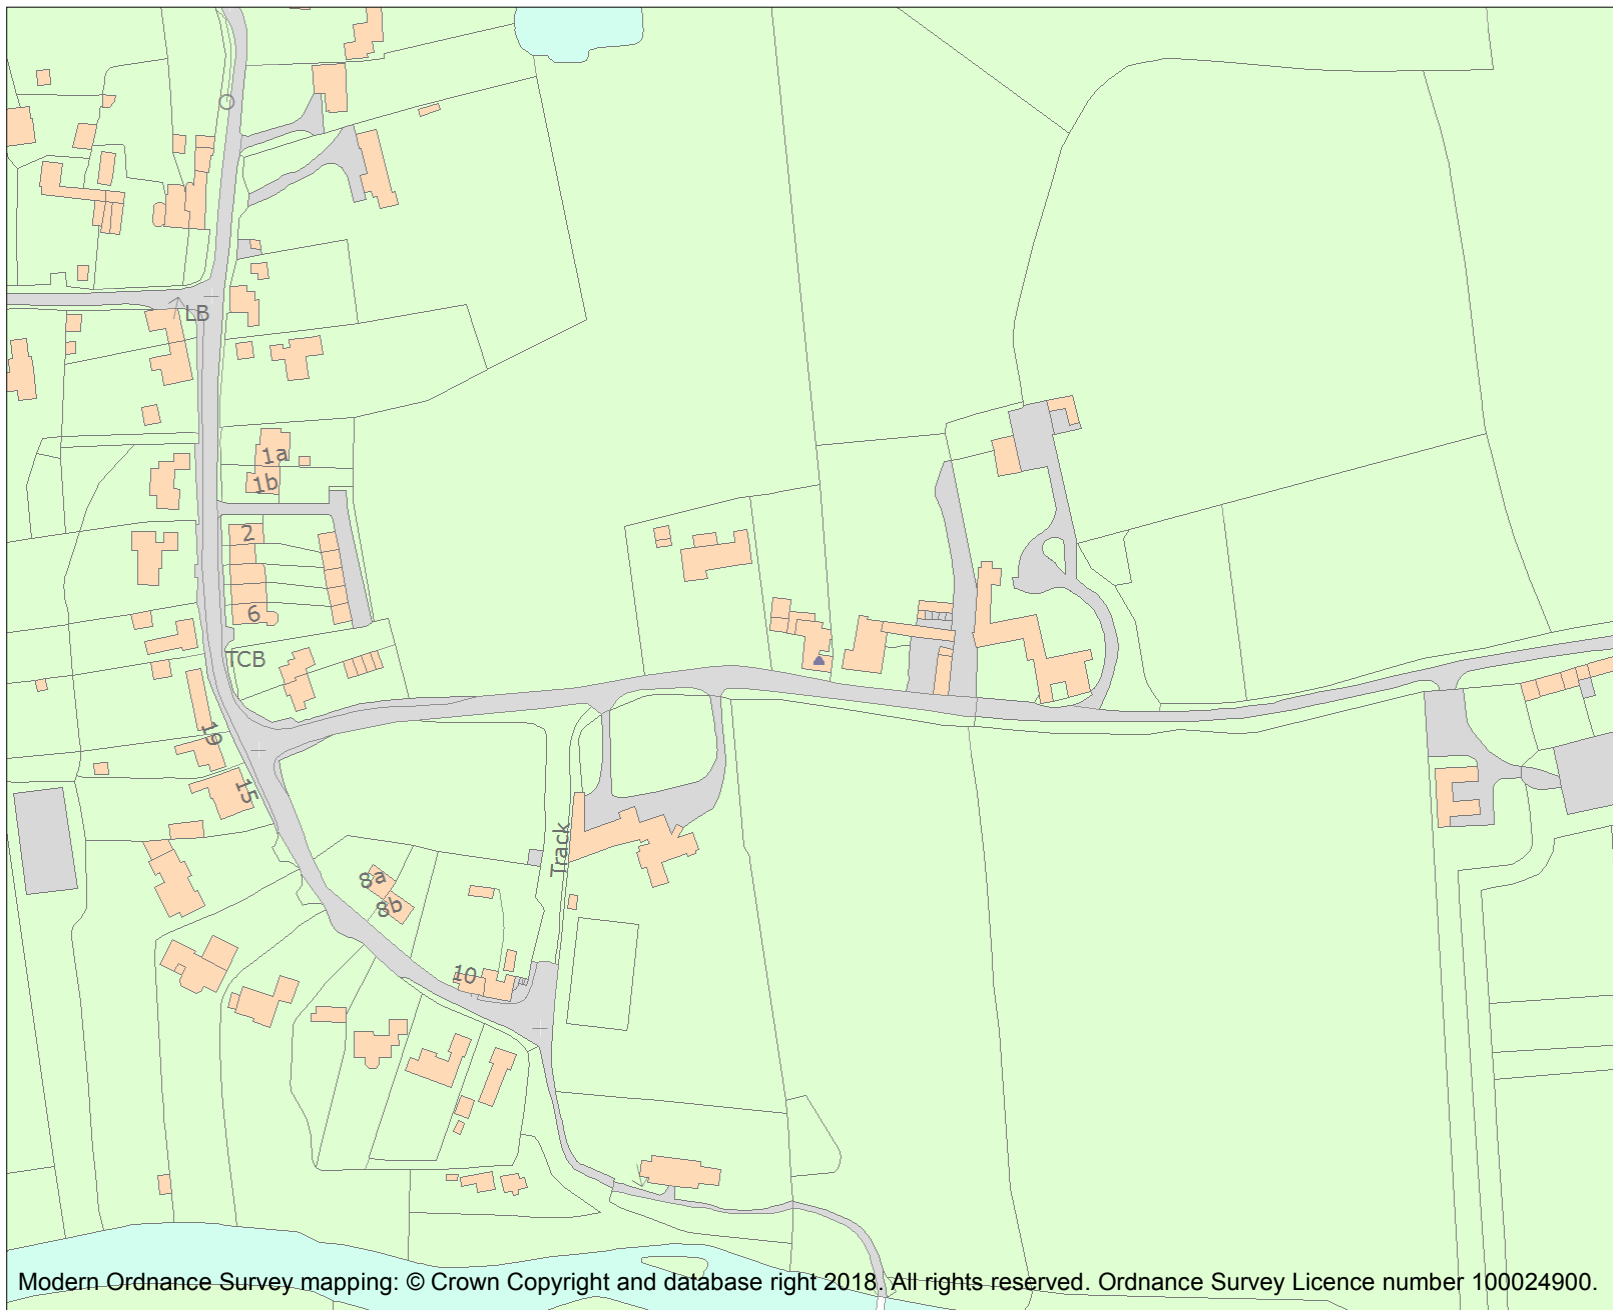 LB
1a
1b
2
6
TCB
19
15
Track
8a
8b
10
Modern Ordnance Survey mapping: © Crown Copyright and database right 2018. All rights reserved. Ordnance Survey Licence number 100024900.